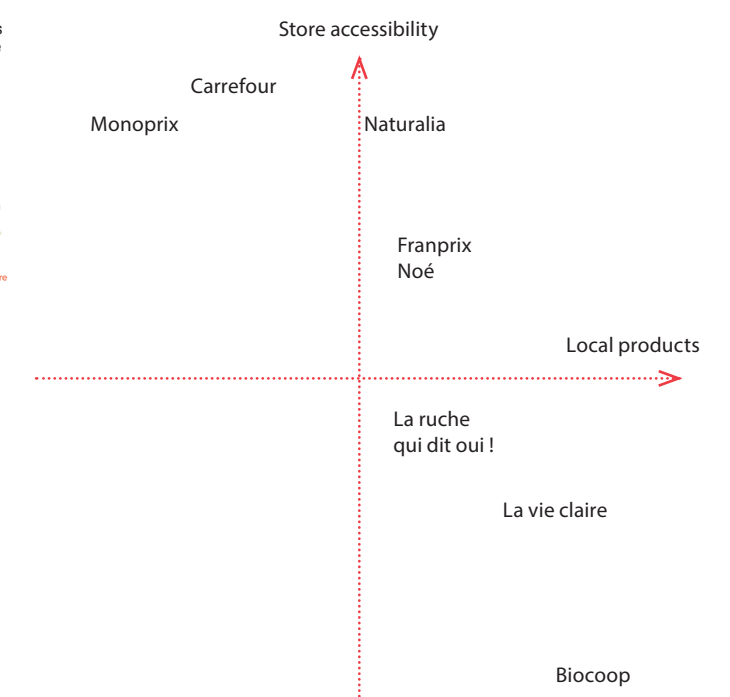 Store accessibility
Carrefour
Monoprix
Naturalia
Franprix
Noé
Local products
La ruche
qui dit oui !
La vie claire
Biocoop